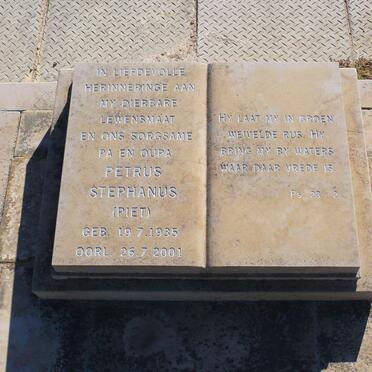 IN LIEFDEVOLLE
HERINNERINGE AAN
MY DIERBARE
LEWENSMAAT
EN ONS SORGSAME
PA EN OUPA
PETRUS
STEPHANUS
(PIET)
GEB. 19.7.1935
OORL. 26.7.2001
HY LAAT MY IN GROEN
WEIVELDE RUS. HY
BRING MY BY WATERS
WAAR DAAR VREDE IS.
Ps. 23